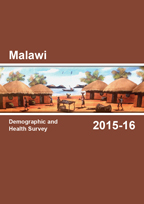 Malawi
Demographic and
Health Survey
2015-16